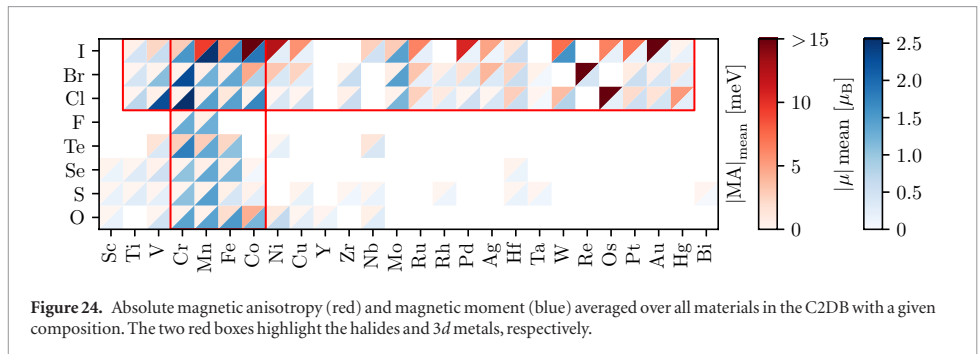 I
Br
Cl
F
Te
Se
S
O
Sc Ti V Cr Mn Fe Co Ni Cu Y Zr Nb Mo Ru Rh Pd Ag Hf Ta W Re Os Pt Au Hg Bi
>15
10
5
0
|MA|mean [meV]
2.5
2.0
1.5
1.0
0.5
0
|μ| mean [μB]
Figure 24. Absolute magnetic anisotropy (red) and magnetic moment (blue) averaged over all materials in the C2DB with a given
composition. The two red boxes highlight the halides and 3d metals, respectively.